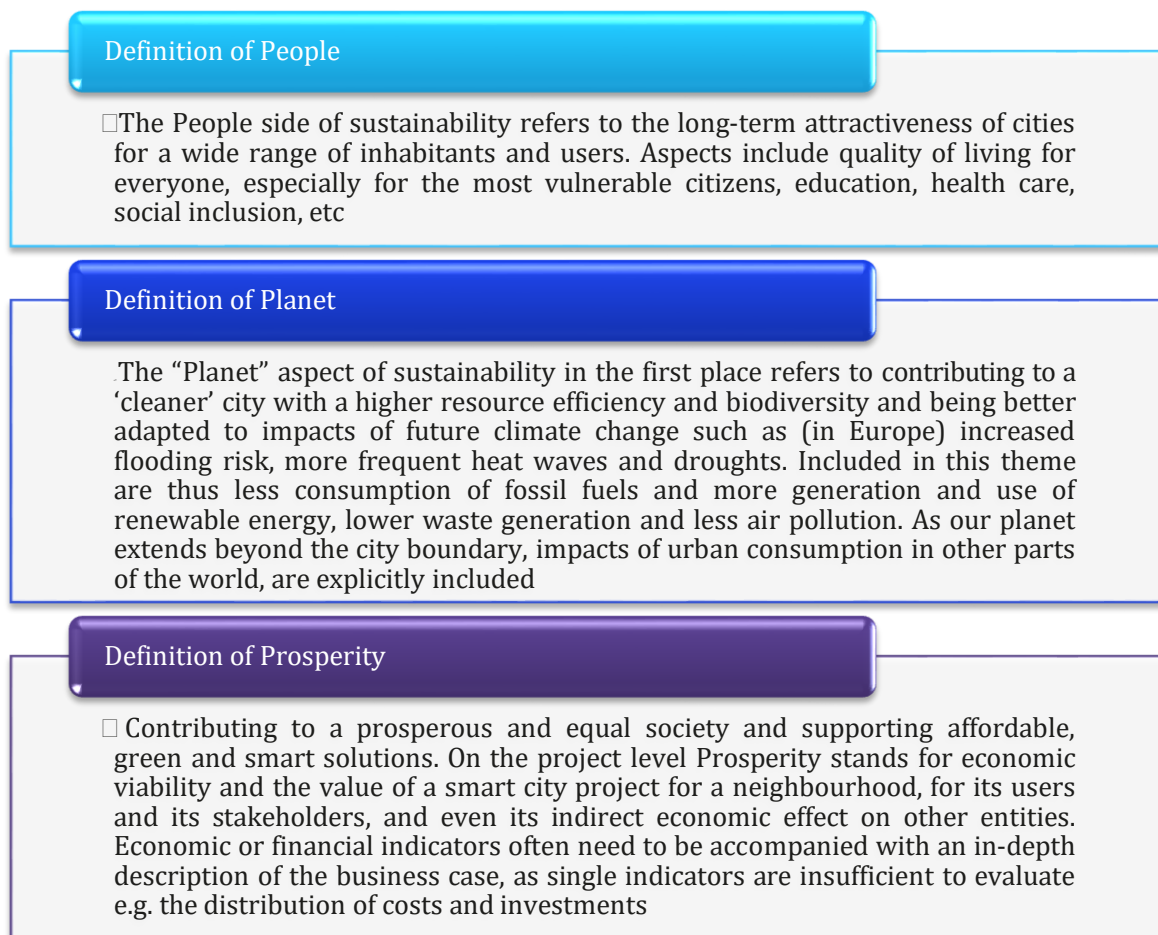 Definition of People
□The People side of sustainability refers to the long-term attractiveness of cities
for a wide range of inhabitants and users. Aspects include quality of living for
everyone, especially for the most vulnerable citizens, education, health care,
social inclusion, etc
Definition of Planet
The “Planet” aspect of sustainability in the first place refers to contributing to a
‘cleaner’ city with a higher resource efficiency and biodiversity and being better
adapted to impacts of future climate change such as (in Europe) increased
flooding risk, more frequent heat waves and droughts. Included in this theme
are thus less consumption of fossil fuels and more generation and use of
renewable energy, lower waste generation and less air pollution. As our planet
extends beyond the city boundary, impacts of urban consumption in other parts
of the world, are explicitly included
Definition of Prosperity
□ Contributing to a prosperous and equal society and supporting affordable,
green and smart solutions. On the project level Prosperity stands for economic
viability and the value of a smart city project for a neighbourhood, for its users
and its stakeholders, and even its indirect economic effect on other entities.
Economic or financial indicators often need to be accompanied with an in-depth
description of the business case, as single indicators are insufficient to evaluate
e.g. the distribution of costs and investments